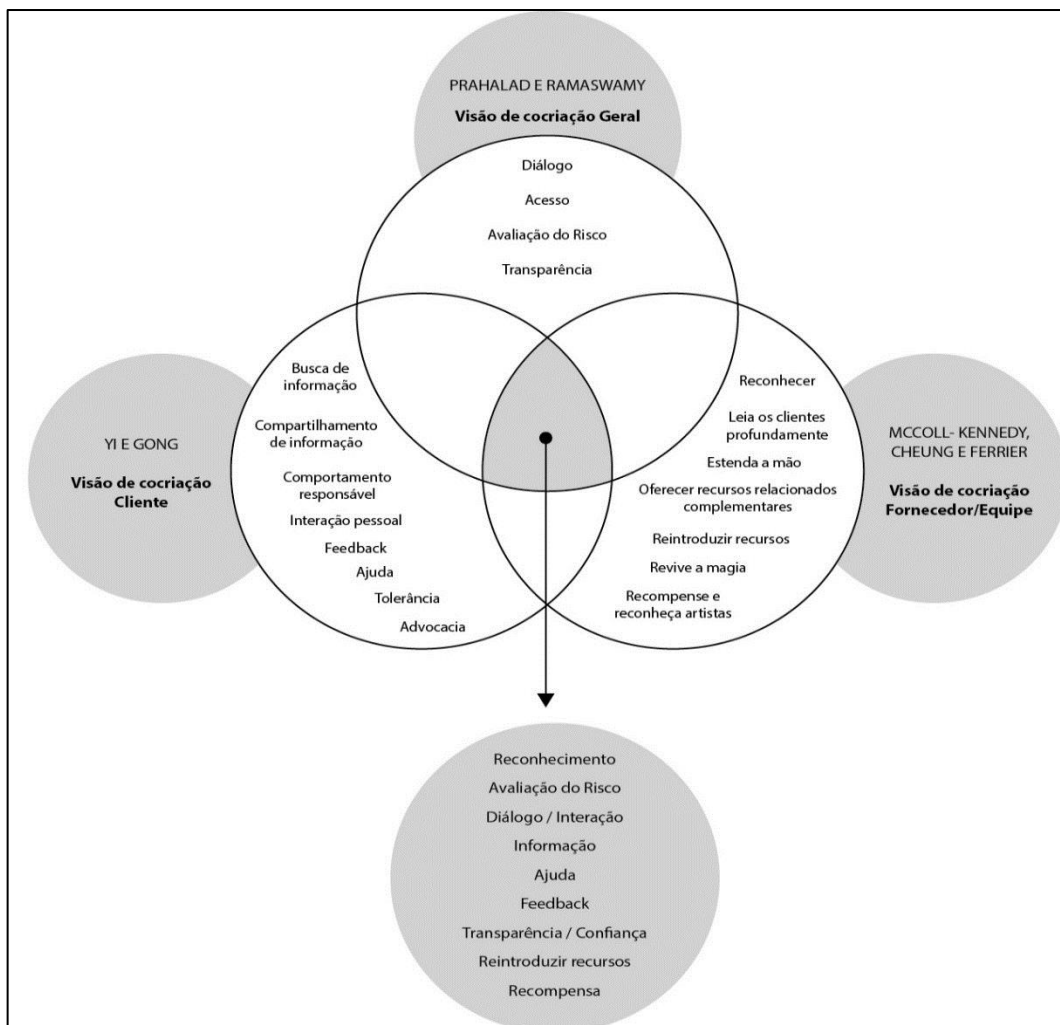 PRAHALAD E RAMASWAMY
Visão de cocriação Geral
Diálogo
Acesso
Avaliação do Risco
Transparência
YI E GONG
Visão de cocriação
Cliente
Busca de
informação
Compartilhamento
de informação
Comportamento
responsável
Interação pessoal
Feedback
Ajuda
Tolerância
Advocacia
Reconhecer
Leia os clientes
profundamente
Estenda a mão
Oferecer recursos relacionados
complementares
Reintroduzir recursos
Revive a magia
Recompense e
reconheça artistas
MCCOLL- KENNEDY,
CHEUNG E FERRIER
Visão de cocriação
Fornecedor/Equipe
Reconhecimento
Avaliação do Risco
Diálogo / Interação
Informação
Ajuda
Feedback
Transparência / Confiança
Reintroduzir recursos
Recompensa